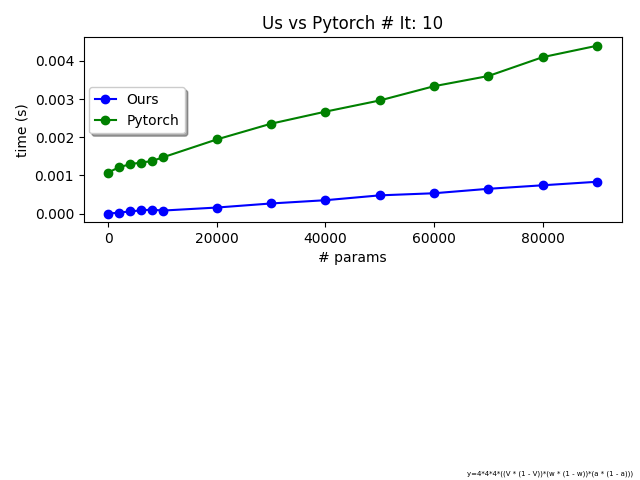 Us vs Pytorch # It: 10
0.004
0.003
0.002
0.001
0.000
time (s)
Ours
Pytorch
0 20000 40000 60000 80000
# params
y=4*4*4*((V * (1 - V))*(w * (1 - w))*(a * (1 - a)))